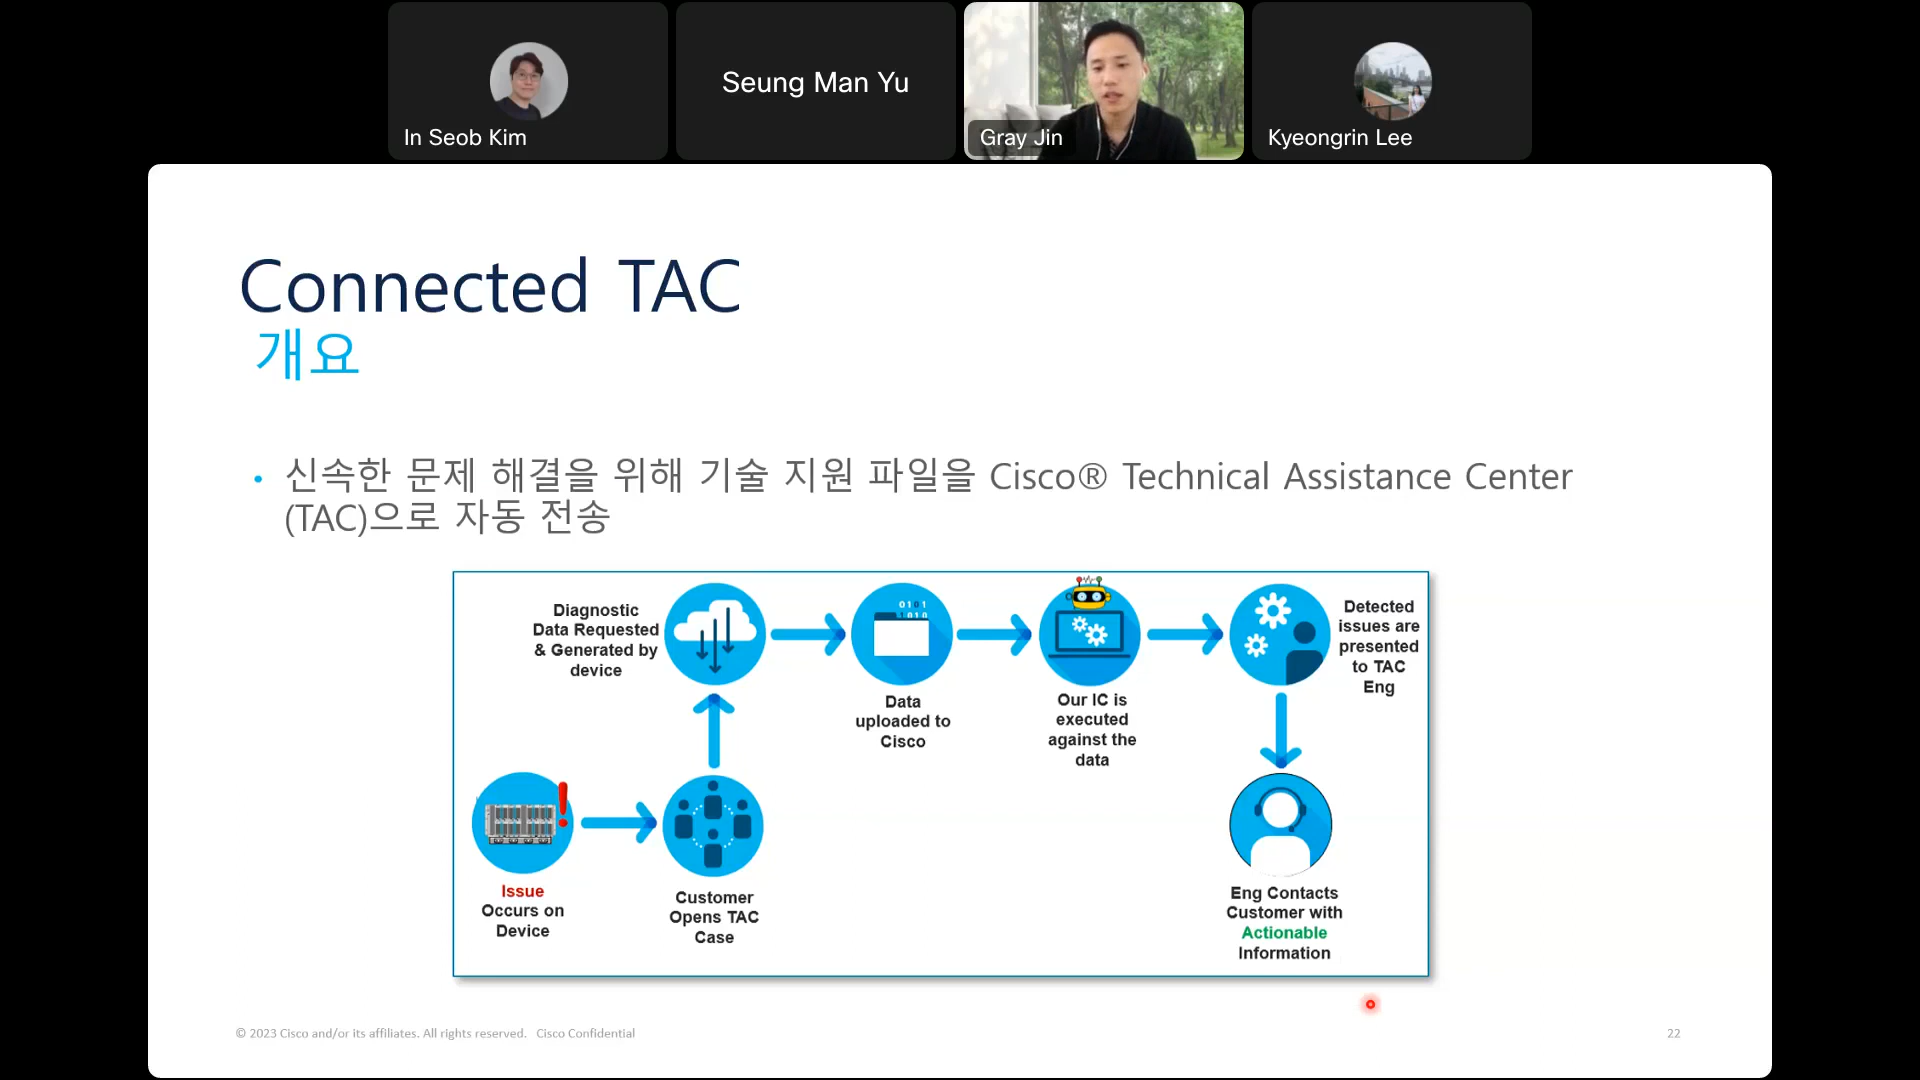 In Seob Kim
Seung Man Yu
Gray Jin
Kyeongrin Lee
Connected TAC
개요
• 신속한 문제 해결을 위해 기술 지원 파일을 Cisco® Technical Assistance Center
(TAC)으로 자동 전송
Diagnostic
Data Requested
& Generated by
device
0101
1010
Data
uploaded to
Cisco
Our IC is
executed
against the
data
Detected
issues are
presented
to TAC
Eng
Issue
Occurs on
Device
Customer
Opens TAC
Case
Eng Contacts
Customer with
Actionable
Information
© 2023 Cisco and/or its affiliates. All rights reserved. Cisco Confidential
22